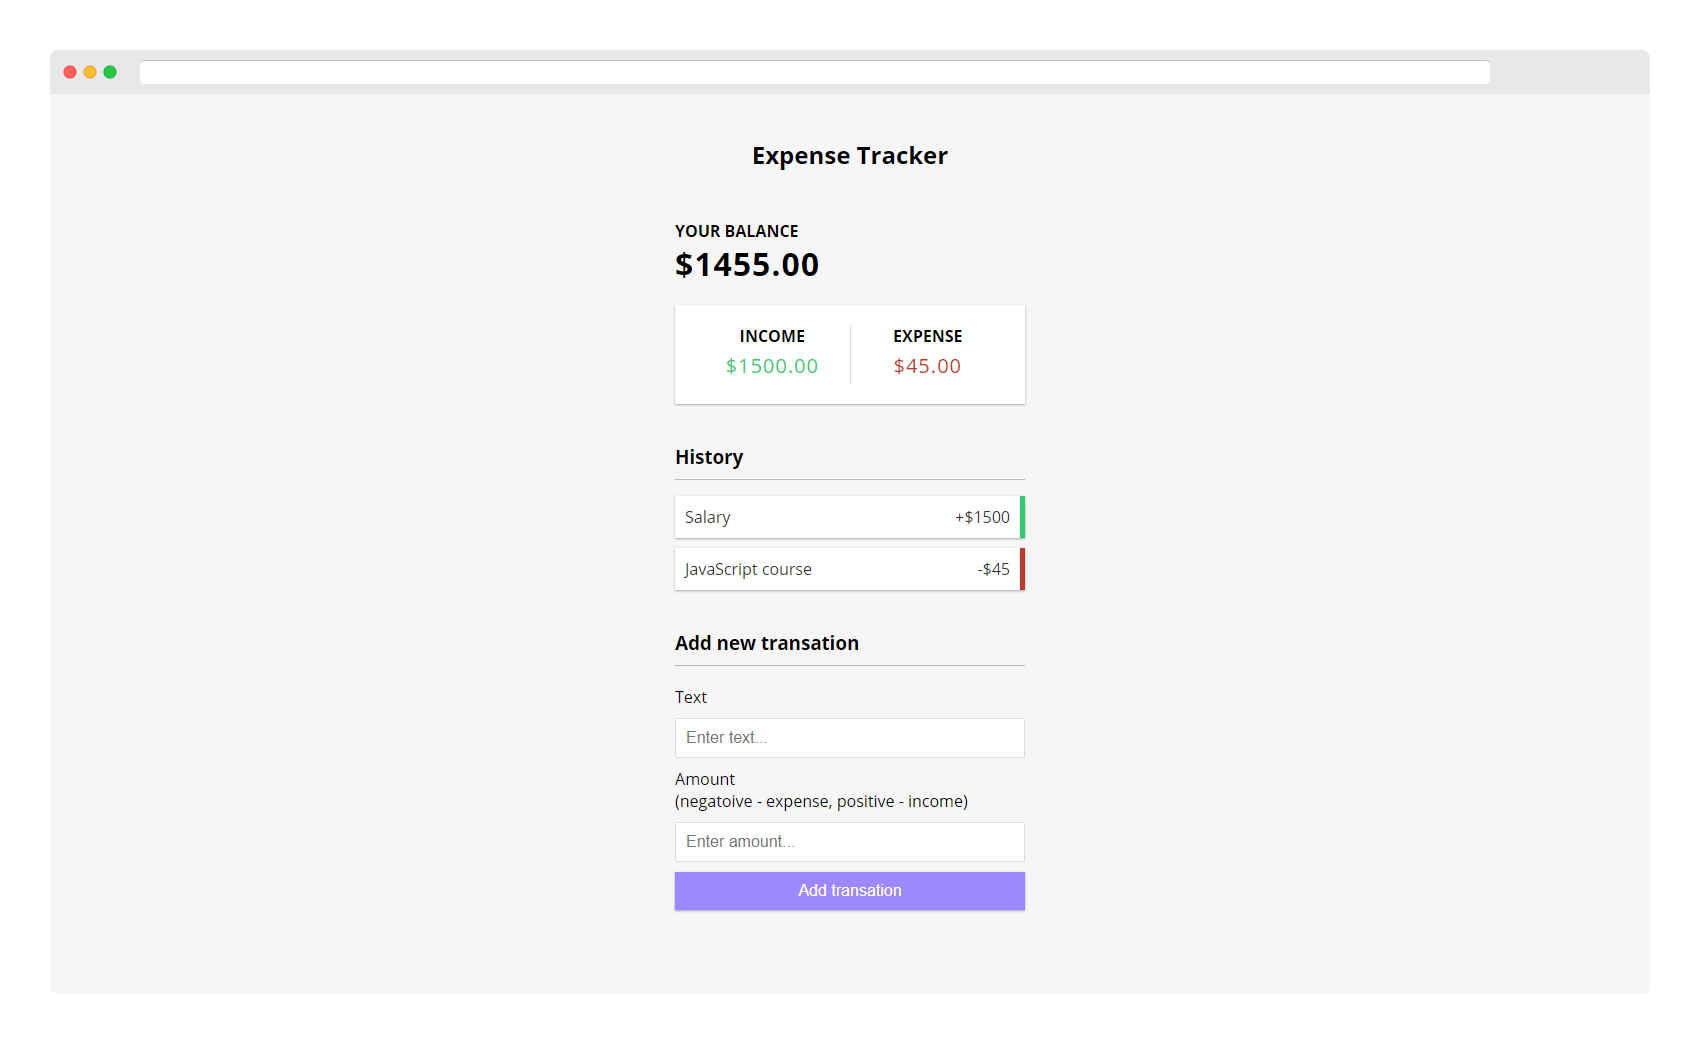 Expense Tracker
YOUR BALANCE
$1455.00
INCOME
$1500.00
EXPENSE
$45.00
History
Salary +$1500
JavaScript course -$45
Add new transation
Text
Enter text...
Amount
(negatoive - expense, positive - income)
Enter amount...
Add transation